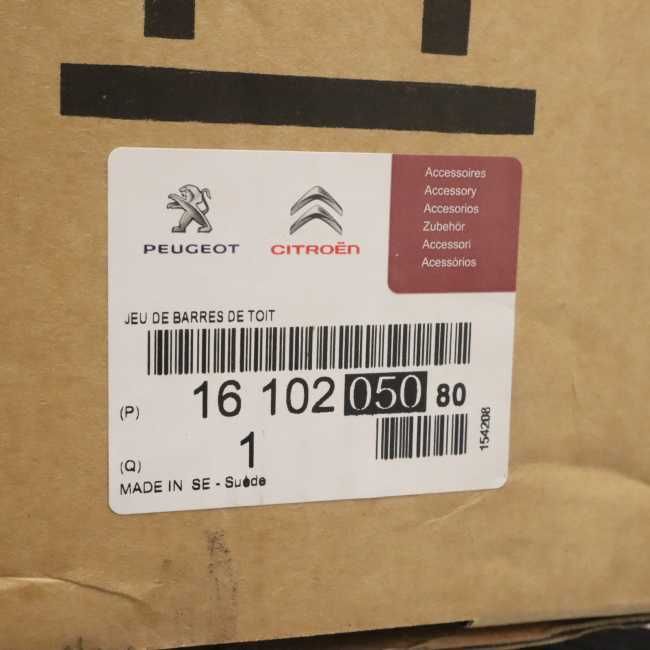 PEUGEOT
CITROËN
Accessoires
Accessory
Accesorios
Zubehör
Accessori
Acessórios
JEU DE BARRES DE TOIT
(P) 16 102 050 80
(Q) 1
154208
MADE IN SE - Suède